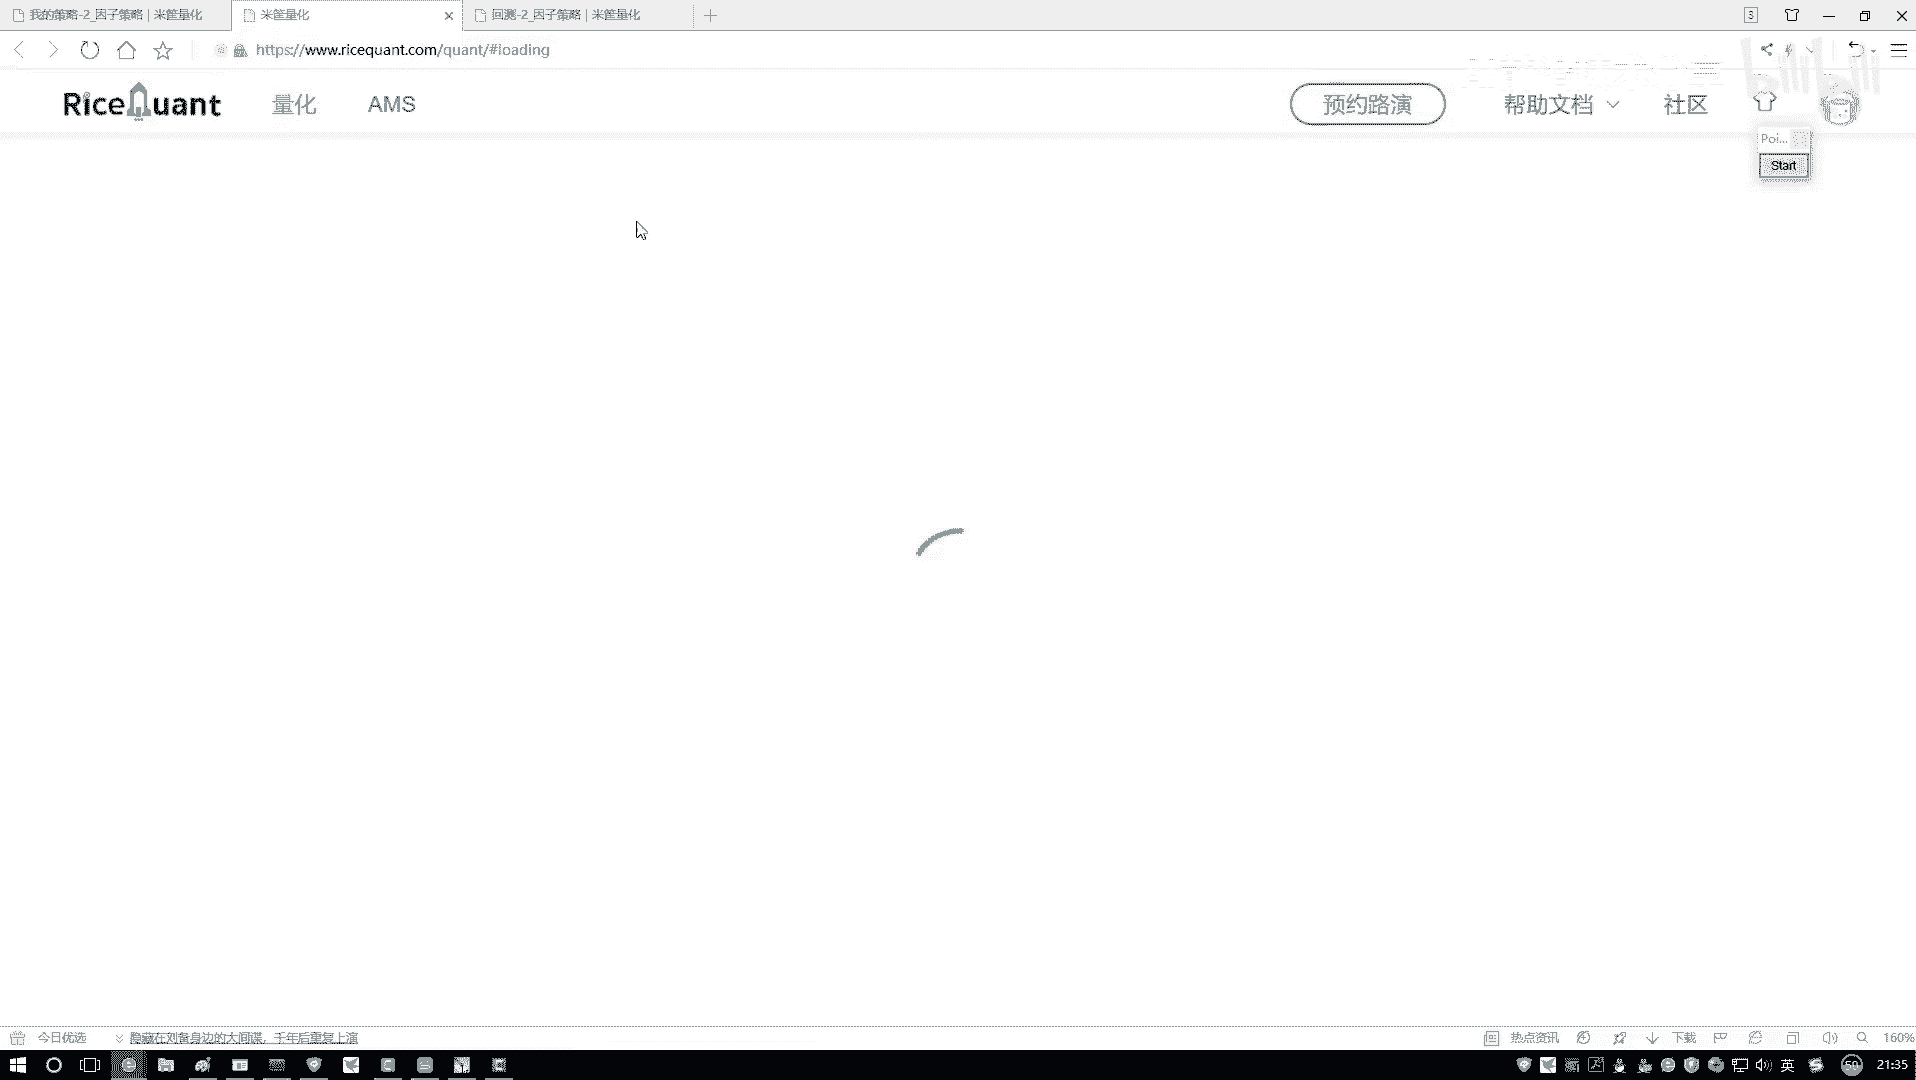 我的策略-2_因子策略 | 米筐量化
米筐量化
回测-2_因子策略 | 米筐量化
3
https://www.ricequant.com/quant/#loading
RiceQuant
量化
AMS
预约路演
帮助文档
社区
Poi...
Start
今日优选
隐藏在刘备身边的大间谍，千年后重复上演
热点资讯
下载
160%
英
50
21:35